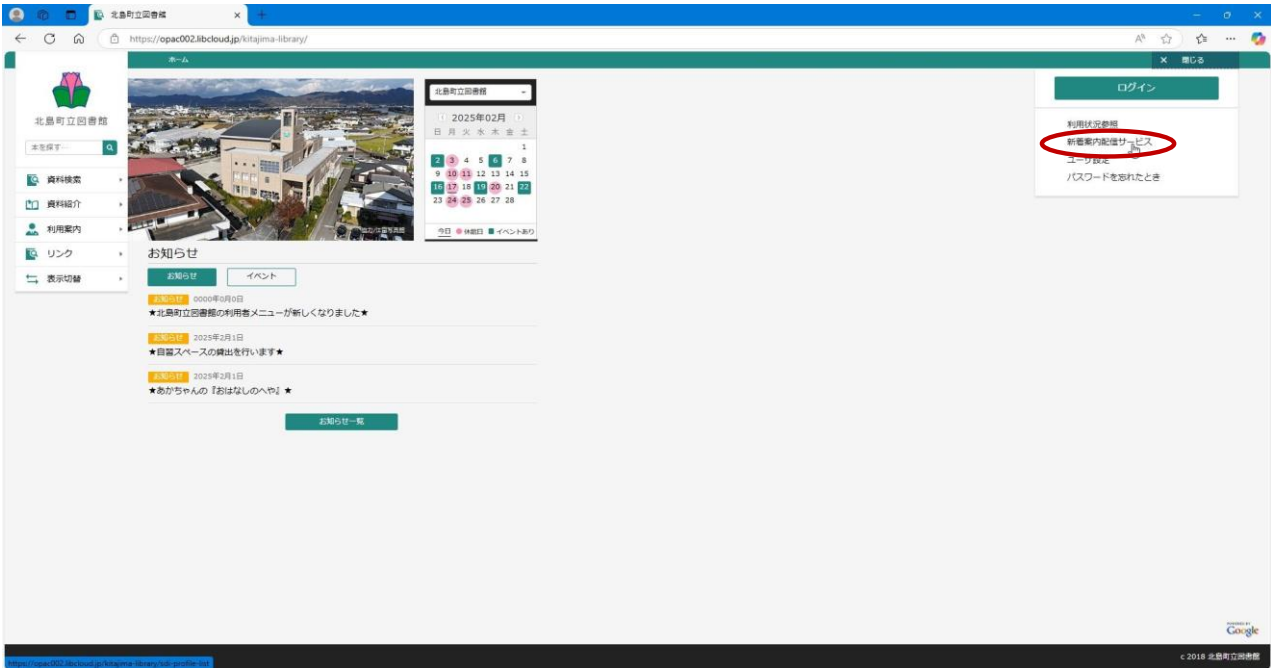 北島町立図書館
https://opac002.libcloud.jp/kitajima-library/
ホーム
× 閉じる
北島町立図書館
本を探す…
資料検索
資料紹介
利用案内
リンク
表示切替
北島町立図書館
2025年02月
日 月 火 水 木 金 土
1
2 3 4 5 6 7 8
9 10 11 12 13 14 15
16 17 18 19 20 21 22
23 24 25 26 27 28
今日 休館日 イベントあり
ログイン
利用状況参照
新着案内配信サービス
ユーザ設定
パスワードを忘れたとき
お知らせ
お知らせ イベント
お知らせ 0000年0月0日
★北島町立図書館の利用者メニューが新しくなりました★
お知らせ 2025年2月1日
★自習スペースの貸出を行います★
お知らせ 2025年2月1日
★あかちゃんの『おはなしのへや』★
お知らせ一覧
Google
https://opac002.libcloud.jp/kitajima-library/sdi-profile-list
c 2018 北島町立図書館